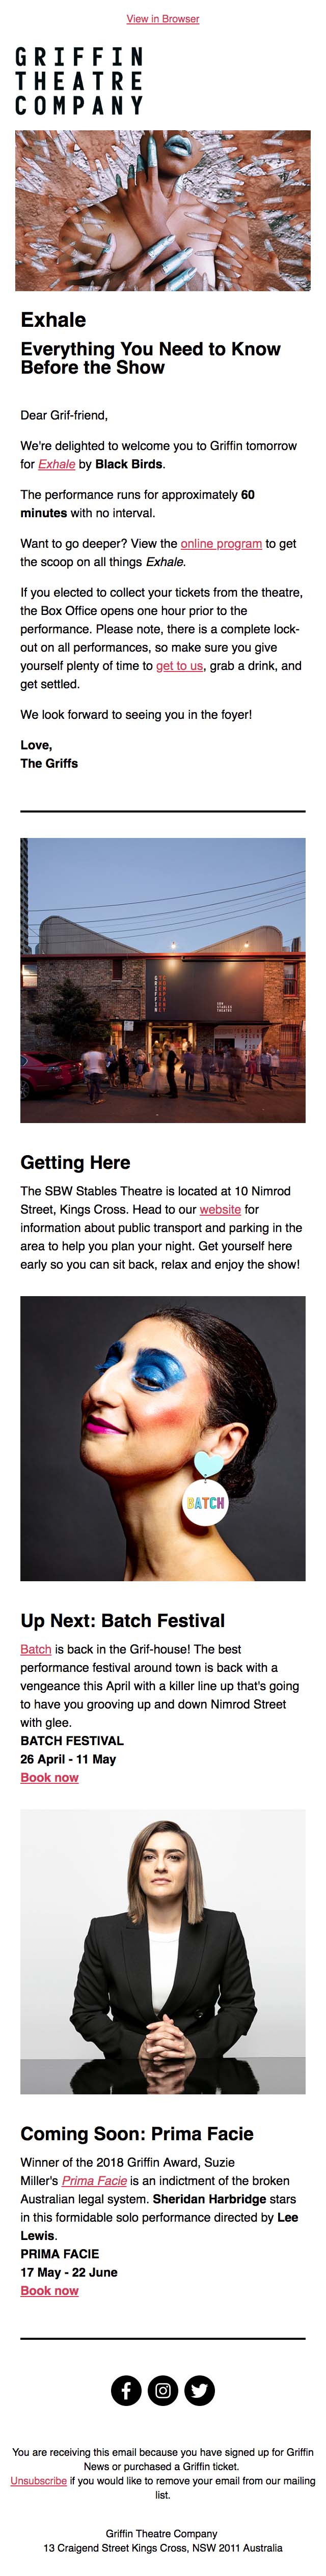 View in Browser
GRIFFIN
THEATRE
COMPANY
Exhale
Everything You Need to Know
Before the Show
Dear Grif-friend,
We're delighted to welcome you to Griffin tomorrow
for Exhale by Black Birds.
The performance runs for approximately 60
minutes with no interval.
Want to go deeper? View the online program to get
the scoop on all things Exhale.
If you elected to collect your tickets from the theatre,
the Box Office opens one hour prior to the
performance. Please note, there is a complete lock-
out on all performances, so make sure you give
yourself plenty of time to get to us, grab a drink, and
get settled.
We look forward to seeing you in the foyer!
Love,
The Griffs
GRIFFIN
THEATRE
COMPANY
SBW
STABLES
THEATRE
Getting Here
The SBW Stables Theatre is located at 10 Nimrod
Street, Kings Cross. Head to our website for
information about public transport and parking in the
area to help you plan your night. Get yourself here
early so you can sit back, relax and enjoy the show!
BATCH
Up Next: Batch Festival
Batch is back in the Grif-house! The best
performance festival around town is back with a
vengeance this April with a killer line up that's going
to have you grooving up and down Nimrod Street
with glee.
BATCH FESTIVAL
26 April - 11 May
Book now
Coming Soon: Prima Facie
Winner of the 2018 Griffin Award, Suzie
Miller's Prima Facie is an indictment of the broken
Australian legal system. Sheridan Harbridge stars
in this formidable solo performance directed by Lee
Lewis.
PRIMA FACIE
17 May - 22 June
Book now
You are receiving this email because you have signed up for Griffin
News or purchased a Griffin ticket.
Unsubscribe if you would like to remove your email from our mailing
list.
Griffin Theatre Company
13 Craigend Street Kings Cross, NSW 2011 Australia